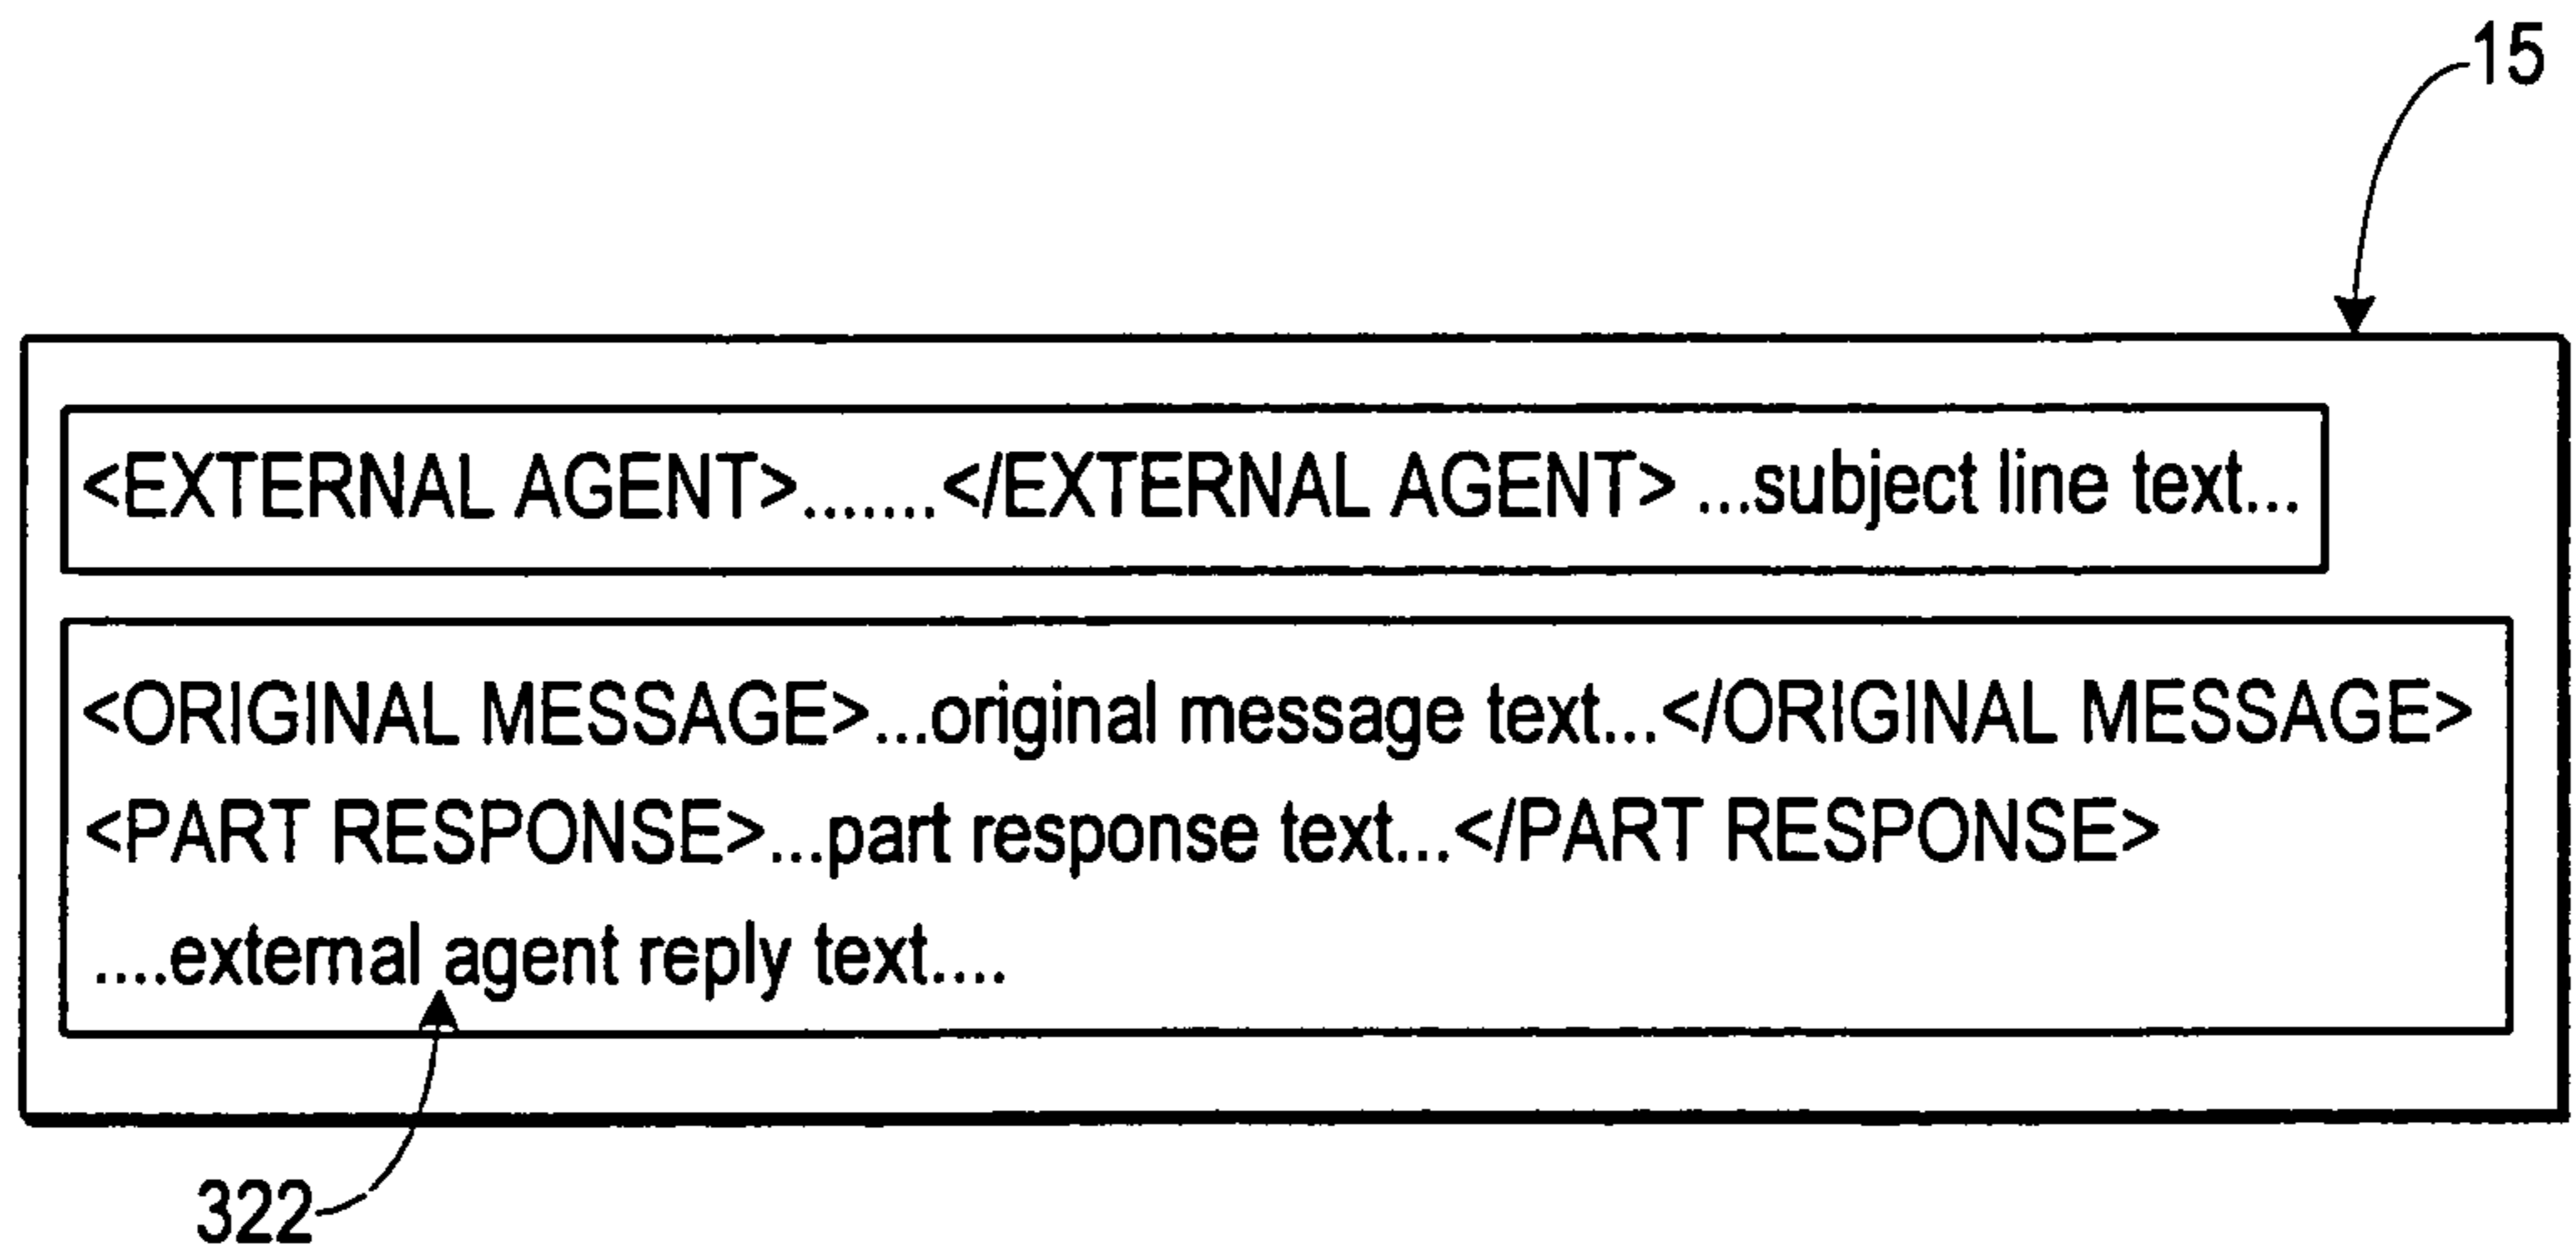 15
<EXTERNAL AGENT>.......</EXTERNAL AGENT> ...subject line text...
<ORIGINAL MESSAGE>...original message text...</ORIGINAL MESSAGE>
<PART RESPONSE>...part response text...</PART RESPONSE>
....external agent reply text....
322